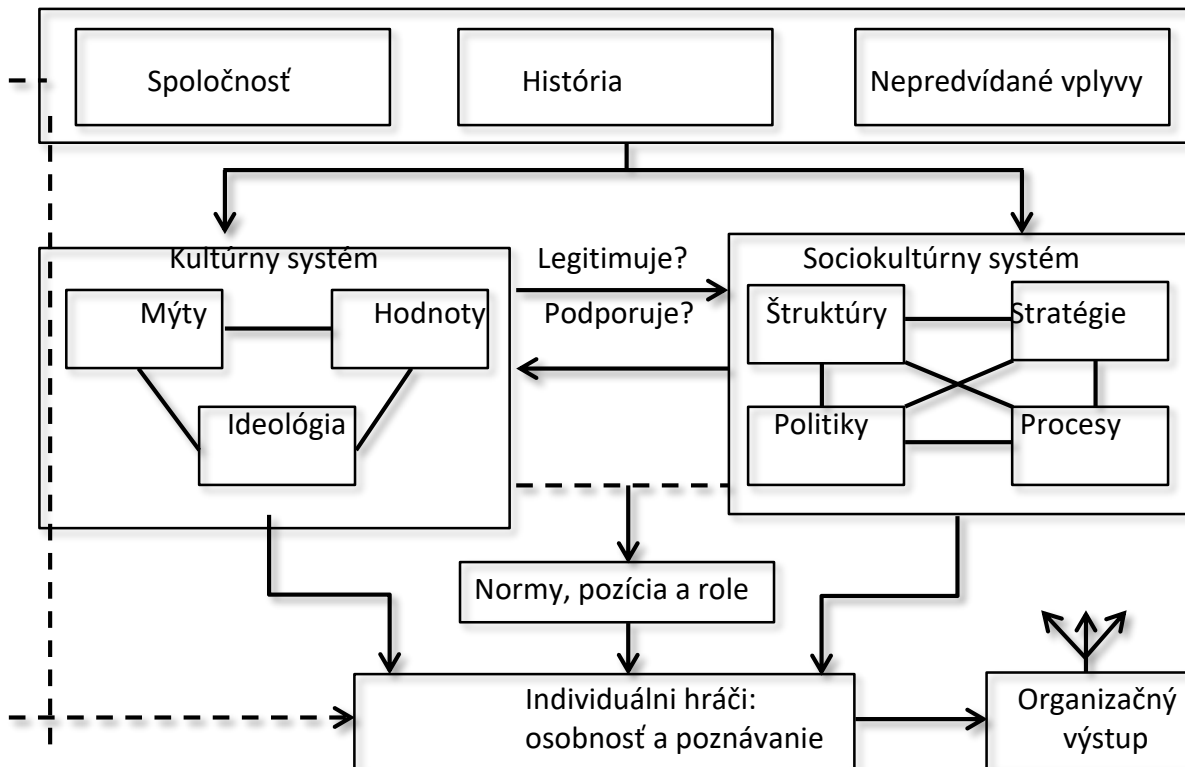 Spoločnosť
História
Nepredvídané vplyvy
Kultúrny systém
Legitimuje?
Sociokultúrny systém
Mýty
Hodnoty
Podporuje?
Štruktúry
Stratégie
Ideológia
Politiky
Procesy
Normy, pozícia a role
Individuálni hráči:
osobnosť a poznávanie
Organizačný
výstup